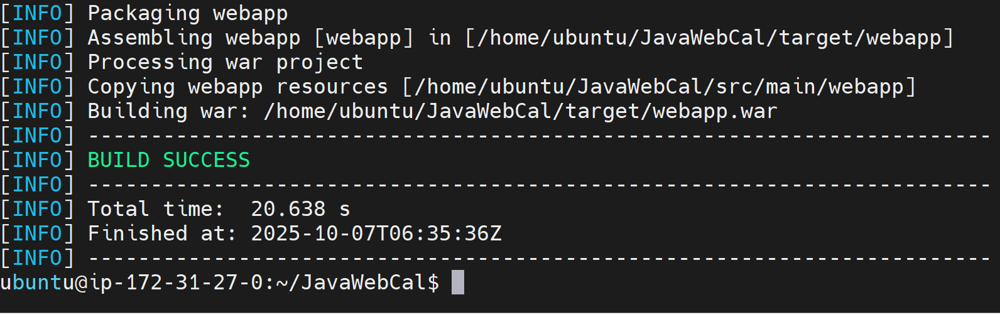 [INFO] Packaging webapp
[INFO] Assembling webapp [webapp] in [/home/ubuntu/JavaWebCal/target/webapp]
[INFO] Processing war project
[INFO] Copying webapp resources [/home/ubuntu/JavaWebCal/src/main/webapp]
[INFO] Building war: /home/ubuntu/JavaWebCal/target/webapp.war
[INFO] ------------------------------------------------------------------------
[INFO] BUILD SUCCESS
[INFO] ------------------------------------------------------------------------
[INFO] Total time:  20.638 s
[INFO] Finished at: 2025-10-07T06:35:36Z
[INFO] ------------------------------------------------------------------------
ubuntu@ip-172-31-27-0:~/JavaWebCal$